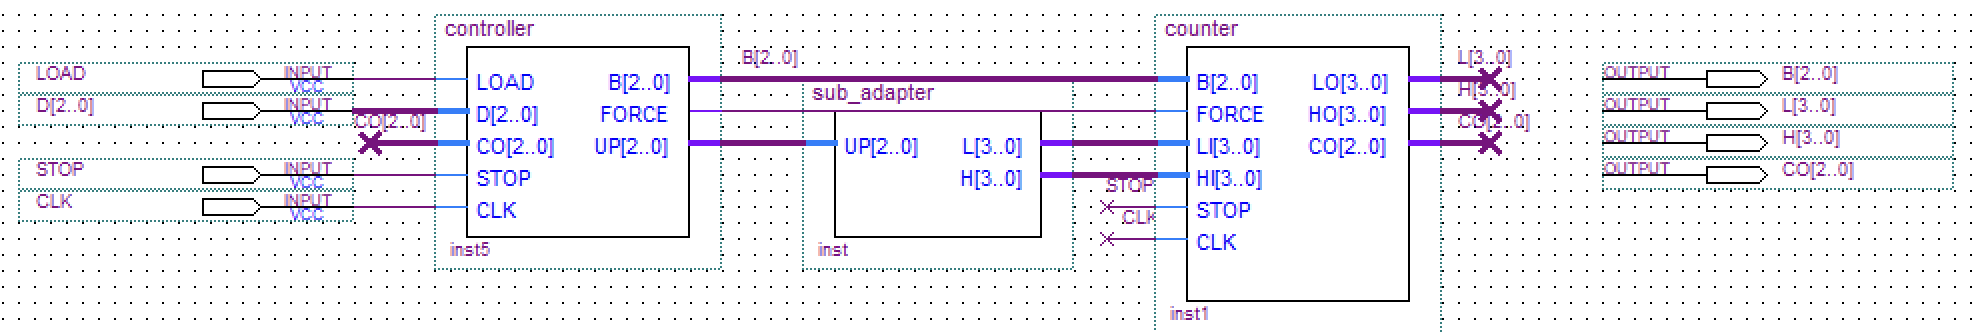 controller
counter
LOAD
INPUT
VCC
D[2..0]
INPUT
VCC
CO[2..0]
STOP
INPUT
VCC
CLK
INPUT
VCC
LOAD
B[2..0]
D[2..0]
FORCE
CO[2..0]
UP[2..0]
STOP
CLK
inst5
B[2..0]
sub_adapter
UP[2..0]
L[3..0]
H[3..0]
inst
STOP
CLK
B[2..0]
LO[3..0]
FORCE
HO[3..0]
LI[3..0]
CO[2..0]
HI[3..0]
STOP
CLK
inst1
L[3..0]
H[3..0]
CO[2..0]
OUTPUT
B[2..0]
OUTPUT
L[3..0]
OUTPUT
H[3..0]
OUTPUT
CO[2..0]